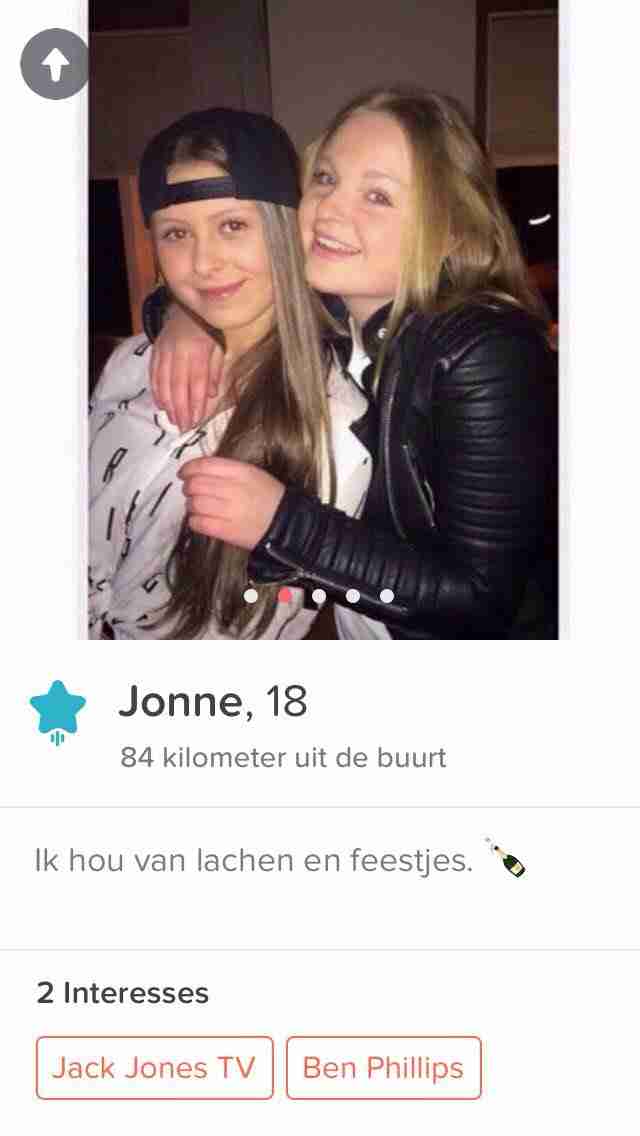 Jonne, 18
84 kilometer uit de buurt
Ik hou van lachen en feestjes. 🍾
2 Interesses
Jack Jones TV
Ben Phillips